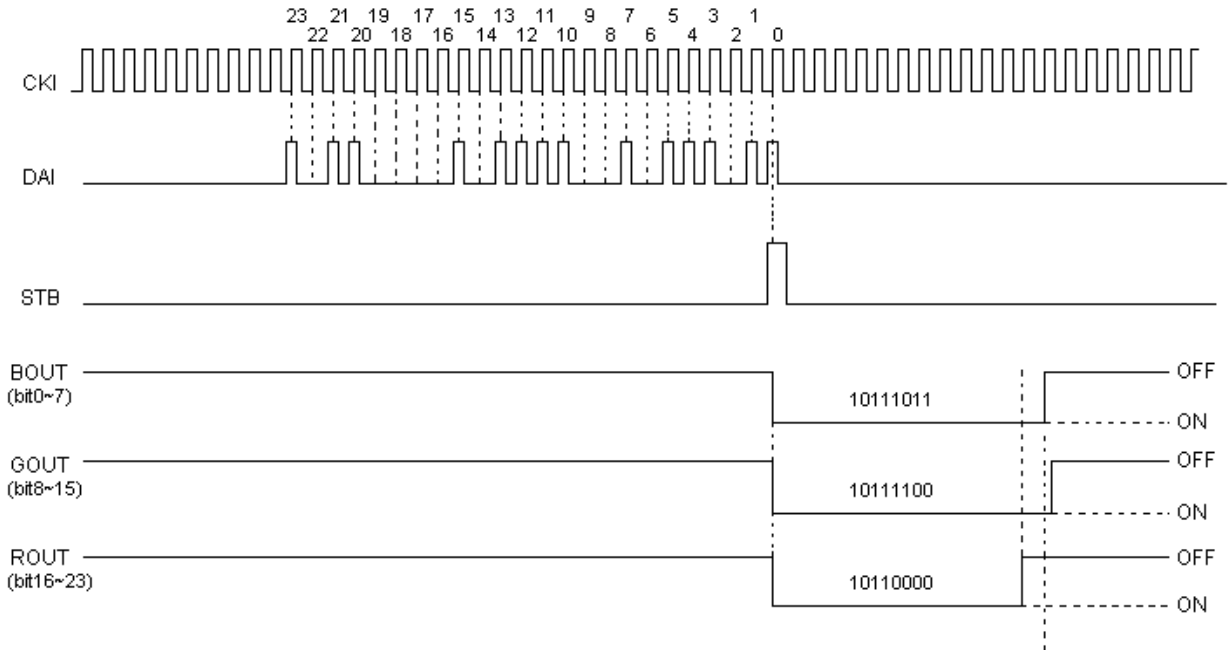 23 21 19 17 15 13 11 9 7 5 3 1
22 20 18 16 14 12 10 8 6 4 2 0
CKI
DAI
STB
BOUT
(bit0~7)
10111011
OFF
ON
GOUT
(bit8~15)
10111100
OFF
ON
ROUT
(bit16~23)
10110000
OFF
ON